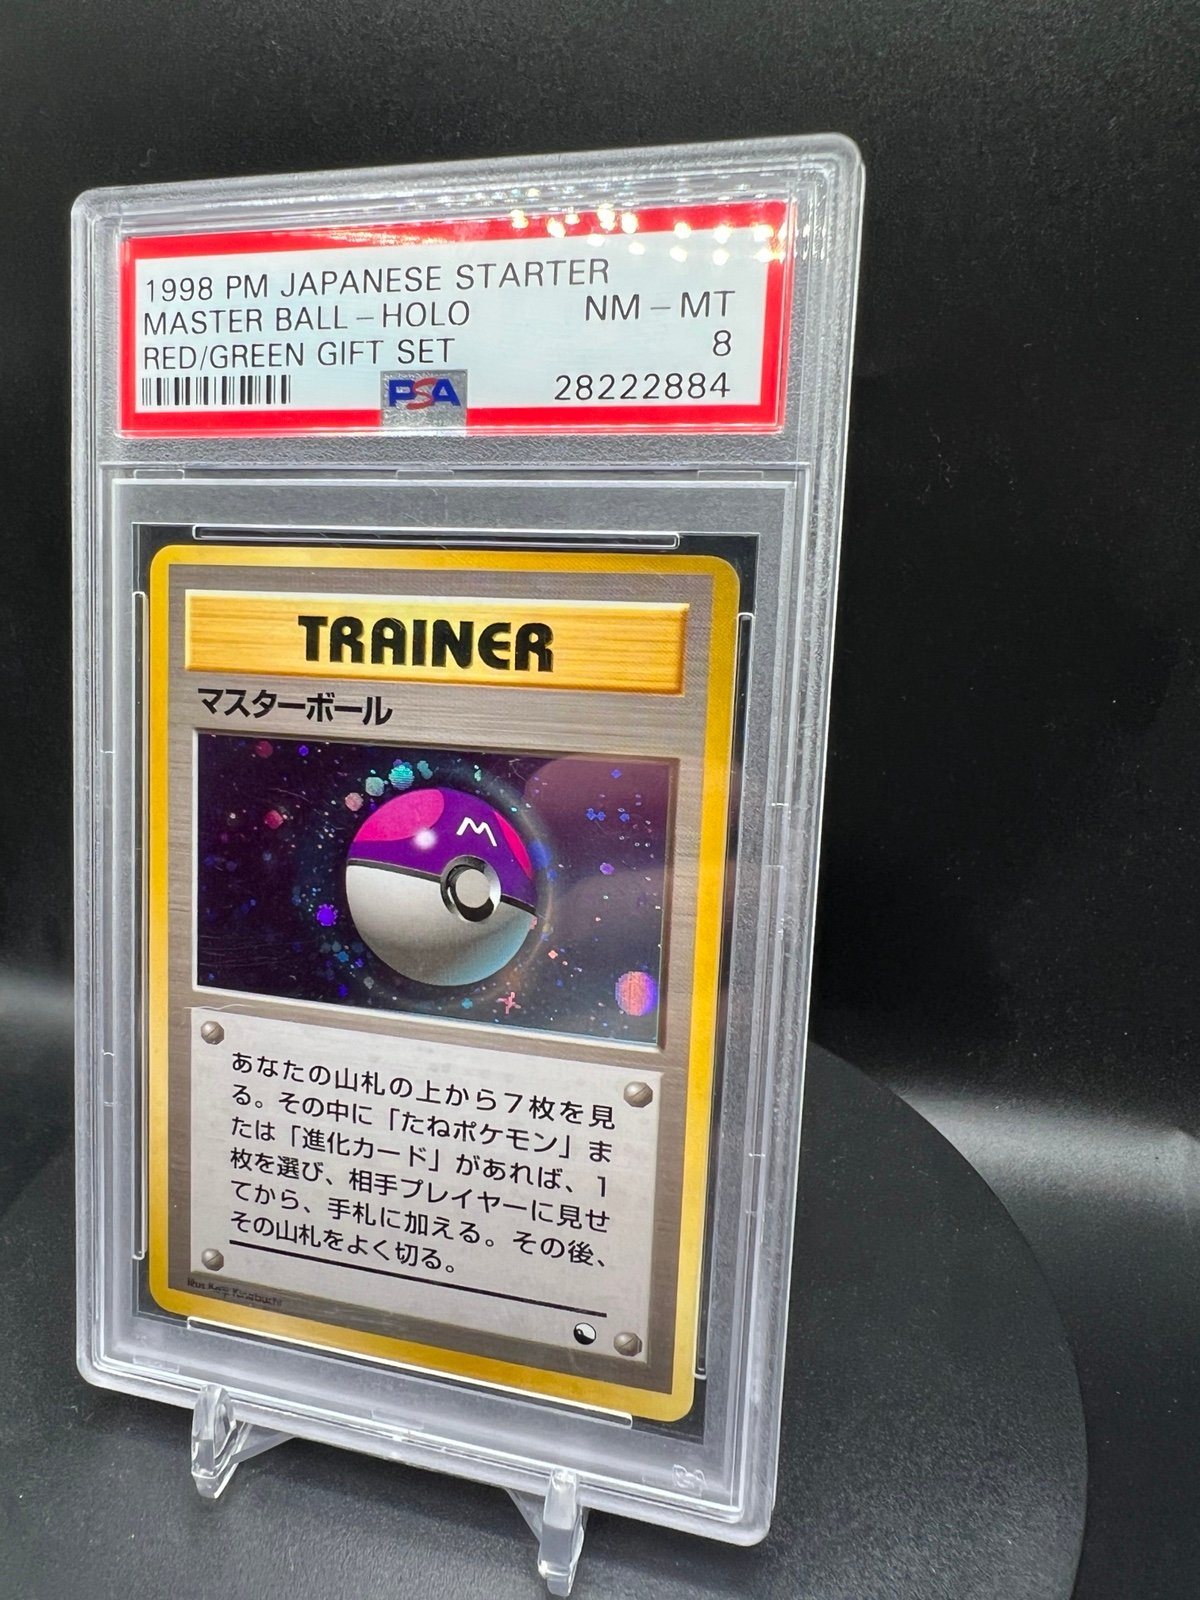 1998 PM JAPANESE STARTER
MASTER BALL-HOLO NM-MT
RED/GREEN GIFT SET 8
PSA 28222884
TRAINER
マスターボール
M
あなたの山札の上から7枚を見
る。その中に「たねポケモン」ま
たは「進化カード」があれば、1
枚を選び、相手プレイヤーに見せ
てから、手札に加える。その後、
その山札をよく切る。
Illus. Keiji Kinebuchi